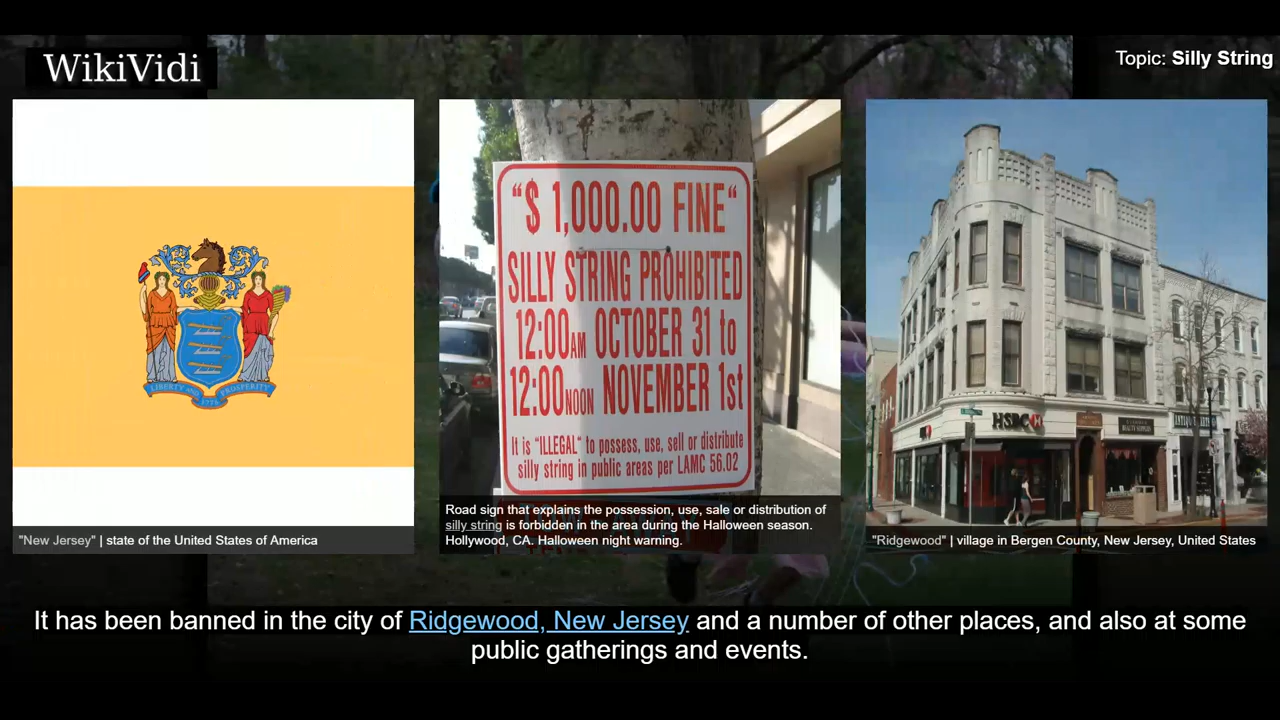 WikiVidi
Topic: Silly String
LIBERTY AND PROSPERITY
1776
"New Jersey" | state of the United States of America
“$ 1,000.00 FINE“
SILLY STRING PROHIBITED
12:00AM OCTOBER 31 to
12:00NOON NOVEMBER 1st
It is "ILLEGAL" to possess, use, sell or distribute
silly string in public areas per LAMC 56.02
Road sign that explains the possession, use, sale or distribution of
silly string is forbidden in the area during the Halloween season.
Hollywood, CA. Halloween night warning.
HSBC
"Ridgewood" | village in Bergen County, New Jersey, United States
It has been banned in the city of Ridgewood, New Jersey and a number of other places, and also at some
public gatherings and events.